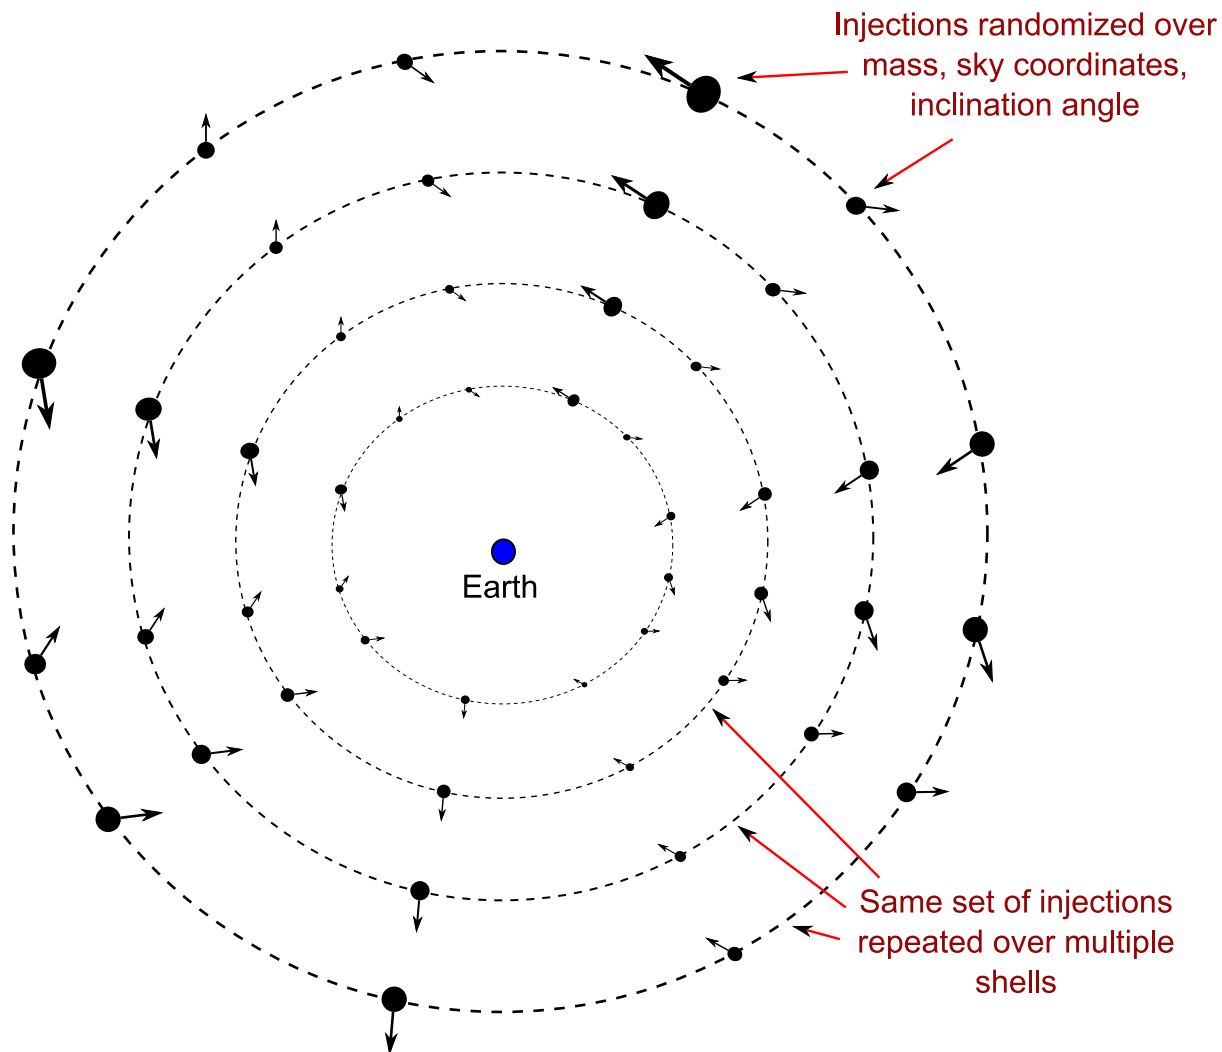 Injections randomized over
mass, sky coordinates,
inclination angle
Earth
Same set of injections
repeated over multiple
shells